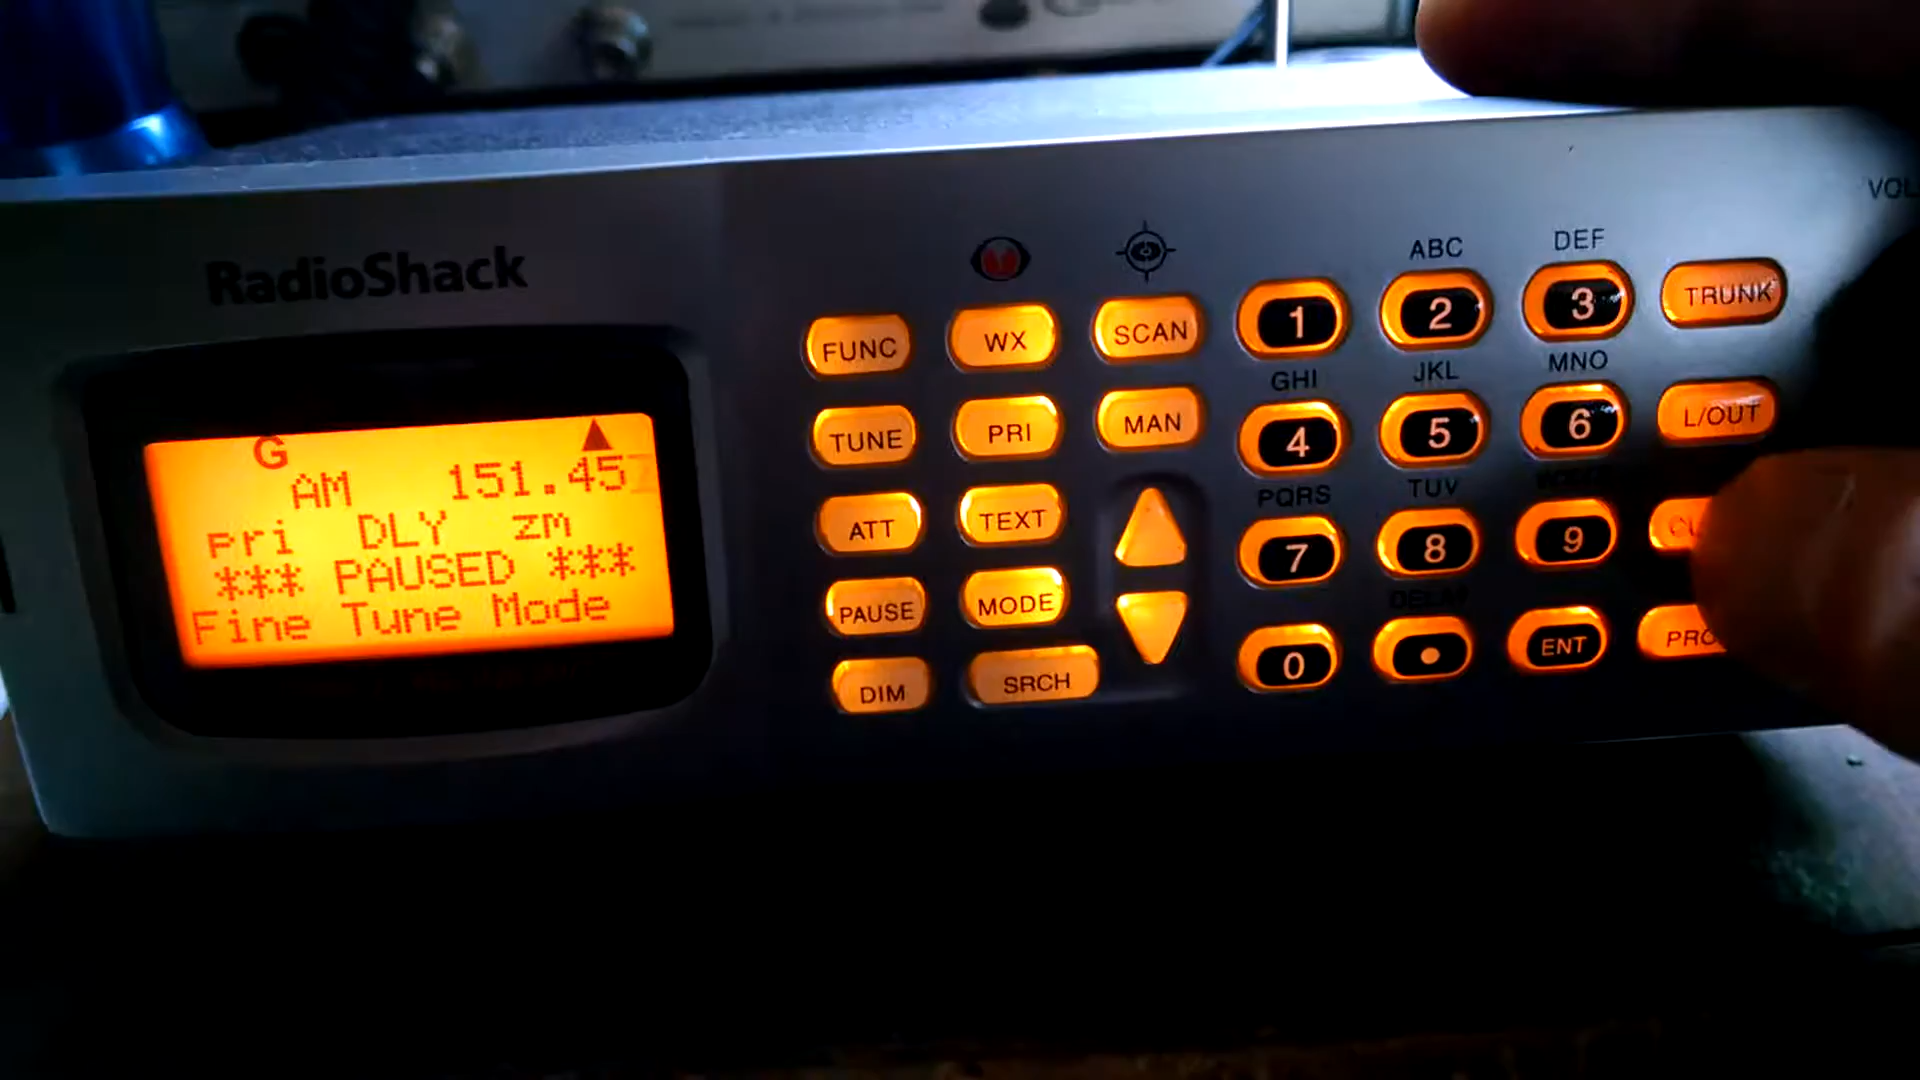 VOL
RadioShack
G
AM 151.45
pri DLY zm
*** PAUSED ***
Fine Tune Mode
ABC DEF
FUNC WX SCAN 1 2 3 TRUNK
GHI JKL MNO
TUNE PRI MAN 4 5 6 L/OUT
PQRS TUV
ATT TEXT 7 8 9
DELAY
PAUSE MODE 0 ENT
DIM SRCH